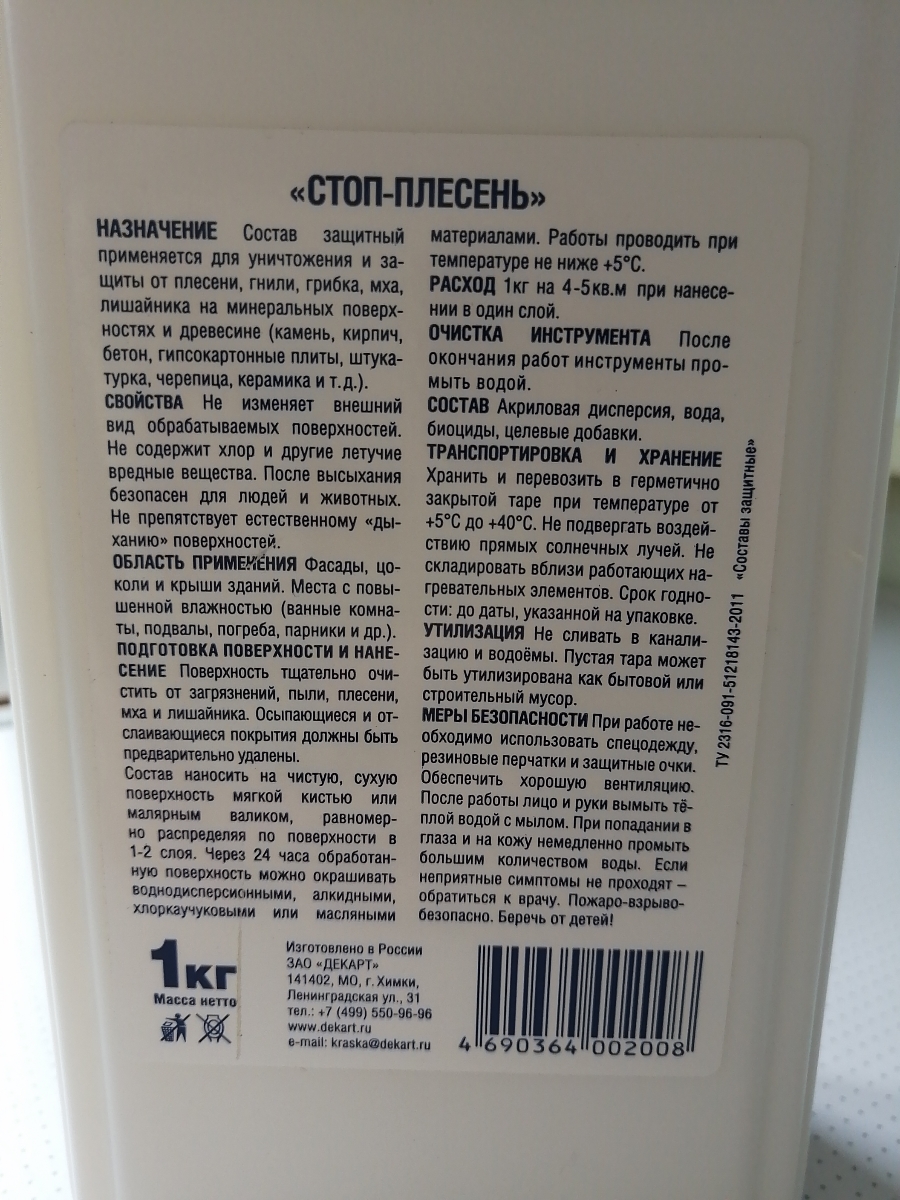 «СТОП-ПЛЕСЕНЬ»
НАЗНАЧЕНИЕ Состав защитный
применяется для уничтожения и за-
щиты от плесени, гнили, грибка, мха,
лишайника на минеральных поверх-
ностях и древесине (камень, кирпич,
бетон, гипсокартонные плиты, штука-
турка, черепица, керамика и т.д.).
СВОЙСТВА Не изменяет внешний
вид обрабатываемых поверхностей.
Не содержит хлор и другие летучие
вредные вещества. После высыхания
безопасен для людей и животных.
Не препятствует естественному «ды-
ханию» поверхностей.
ОБЛАСТЬ ПРИМЕНЕНИЯ Фасады, цо-
коли и крыши зданий. Места с повы-
шенной влажностью (ванные комна-
ты, подвалы, погреба, парники и др.).
ПОДГОТОВКА ПОВЕРХНОСТИ И НАНЕ-
СЕНИЕ Поверхность тщательно очи-
стить от загрязнений, пыли, плесени,
мха и лишайника. Осыпающиеся и от-
слаивающиеся покрытия должны быть
предварительно удалены.
Состав наносить на чистую, сухую
поверхность мягкой кистью или
малярным валиком, равномер-
но распределяя по поверхности в
1-2 слоя. Через 24 часа обработан-
ную поверхность можно окрашивать
воднодисперсионными, алкидными,
хлоркаучуковыми или масляными
материалами. Работы проводить при
температуре не ниже +5°С.
РАСХОД 1кг на 4-5кв.м при нанесе-
нии в один слой.
ОЧИСТКА ИНСТРУМЕНТА После
окончания работ инструменты про-
мыть водой.
СОСТАВ Акриловая дисперсия, вода,
биоциды, целевые добавки.
ТРАНСПОРТИРОВКА И ХРАНЕНИЕ
Хранить и перевозить в герметично
закрытой таре при температуре от
+5°С до +40°С. Не подвергать воздей-
ствию прямых солнечных лучей. Не
складировать вблизи работающих на-
гревательных элементов. Срок годно-
сти: до даты, указанной на упаковке.
УТИЛИЗАЦИЯ Не сливать в канали-
зацию и водоёмы. Пустая тара может
быть утилизирована как бытовой или
строительный мусор.
МЕРЫ БЕЗОПАСНОСТИ При работе не-
обходимо использовать спецодежду,
резиновые перчатки и защитные очки.
Обеспечить хорошую вентиляцию.
После работы лицо и руки вымыть тё-
плой водой с мылом. При попадании в
глаза и на кожу немедленно промыть
большим количеством воды. Если
неприятные симптомы не проходят –
обратиться к врачу. Пожаро-взрыво-
безопасно. Беречь от детей!
ТУ 2316-091-51218143-2011 «Составы защитные»
1кг
Масса нетто
Изготовлено в России
ЗАО «ДЕКАРТ»
141402, МО, г. Химки,
Ленинградская ул., 31
тел.: +7 (499) 550-96-96
www.dekart.ru
e-mail: kraska@dekart.ru
4 690364 002008